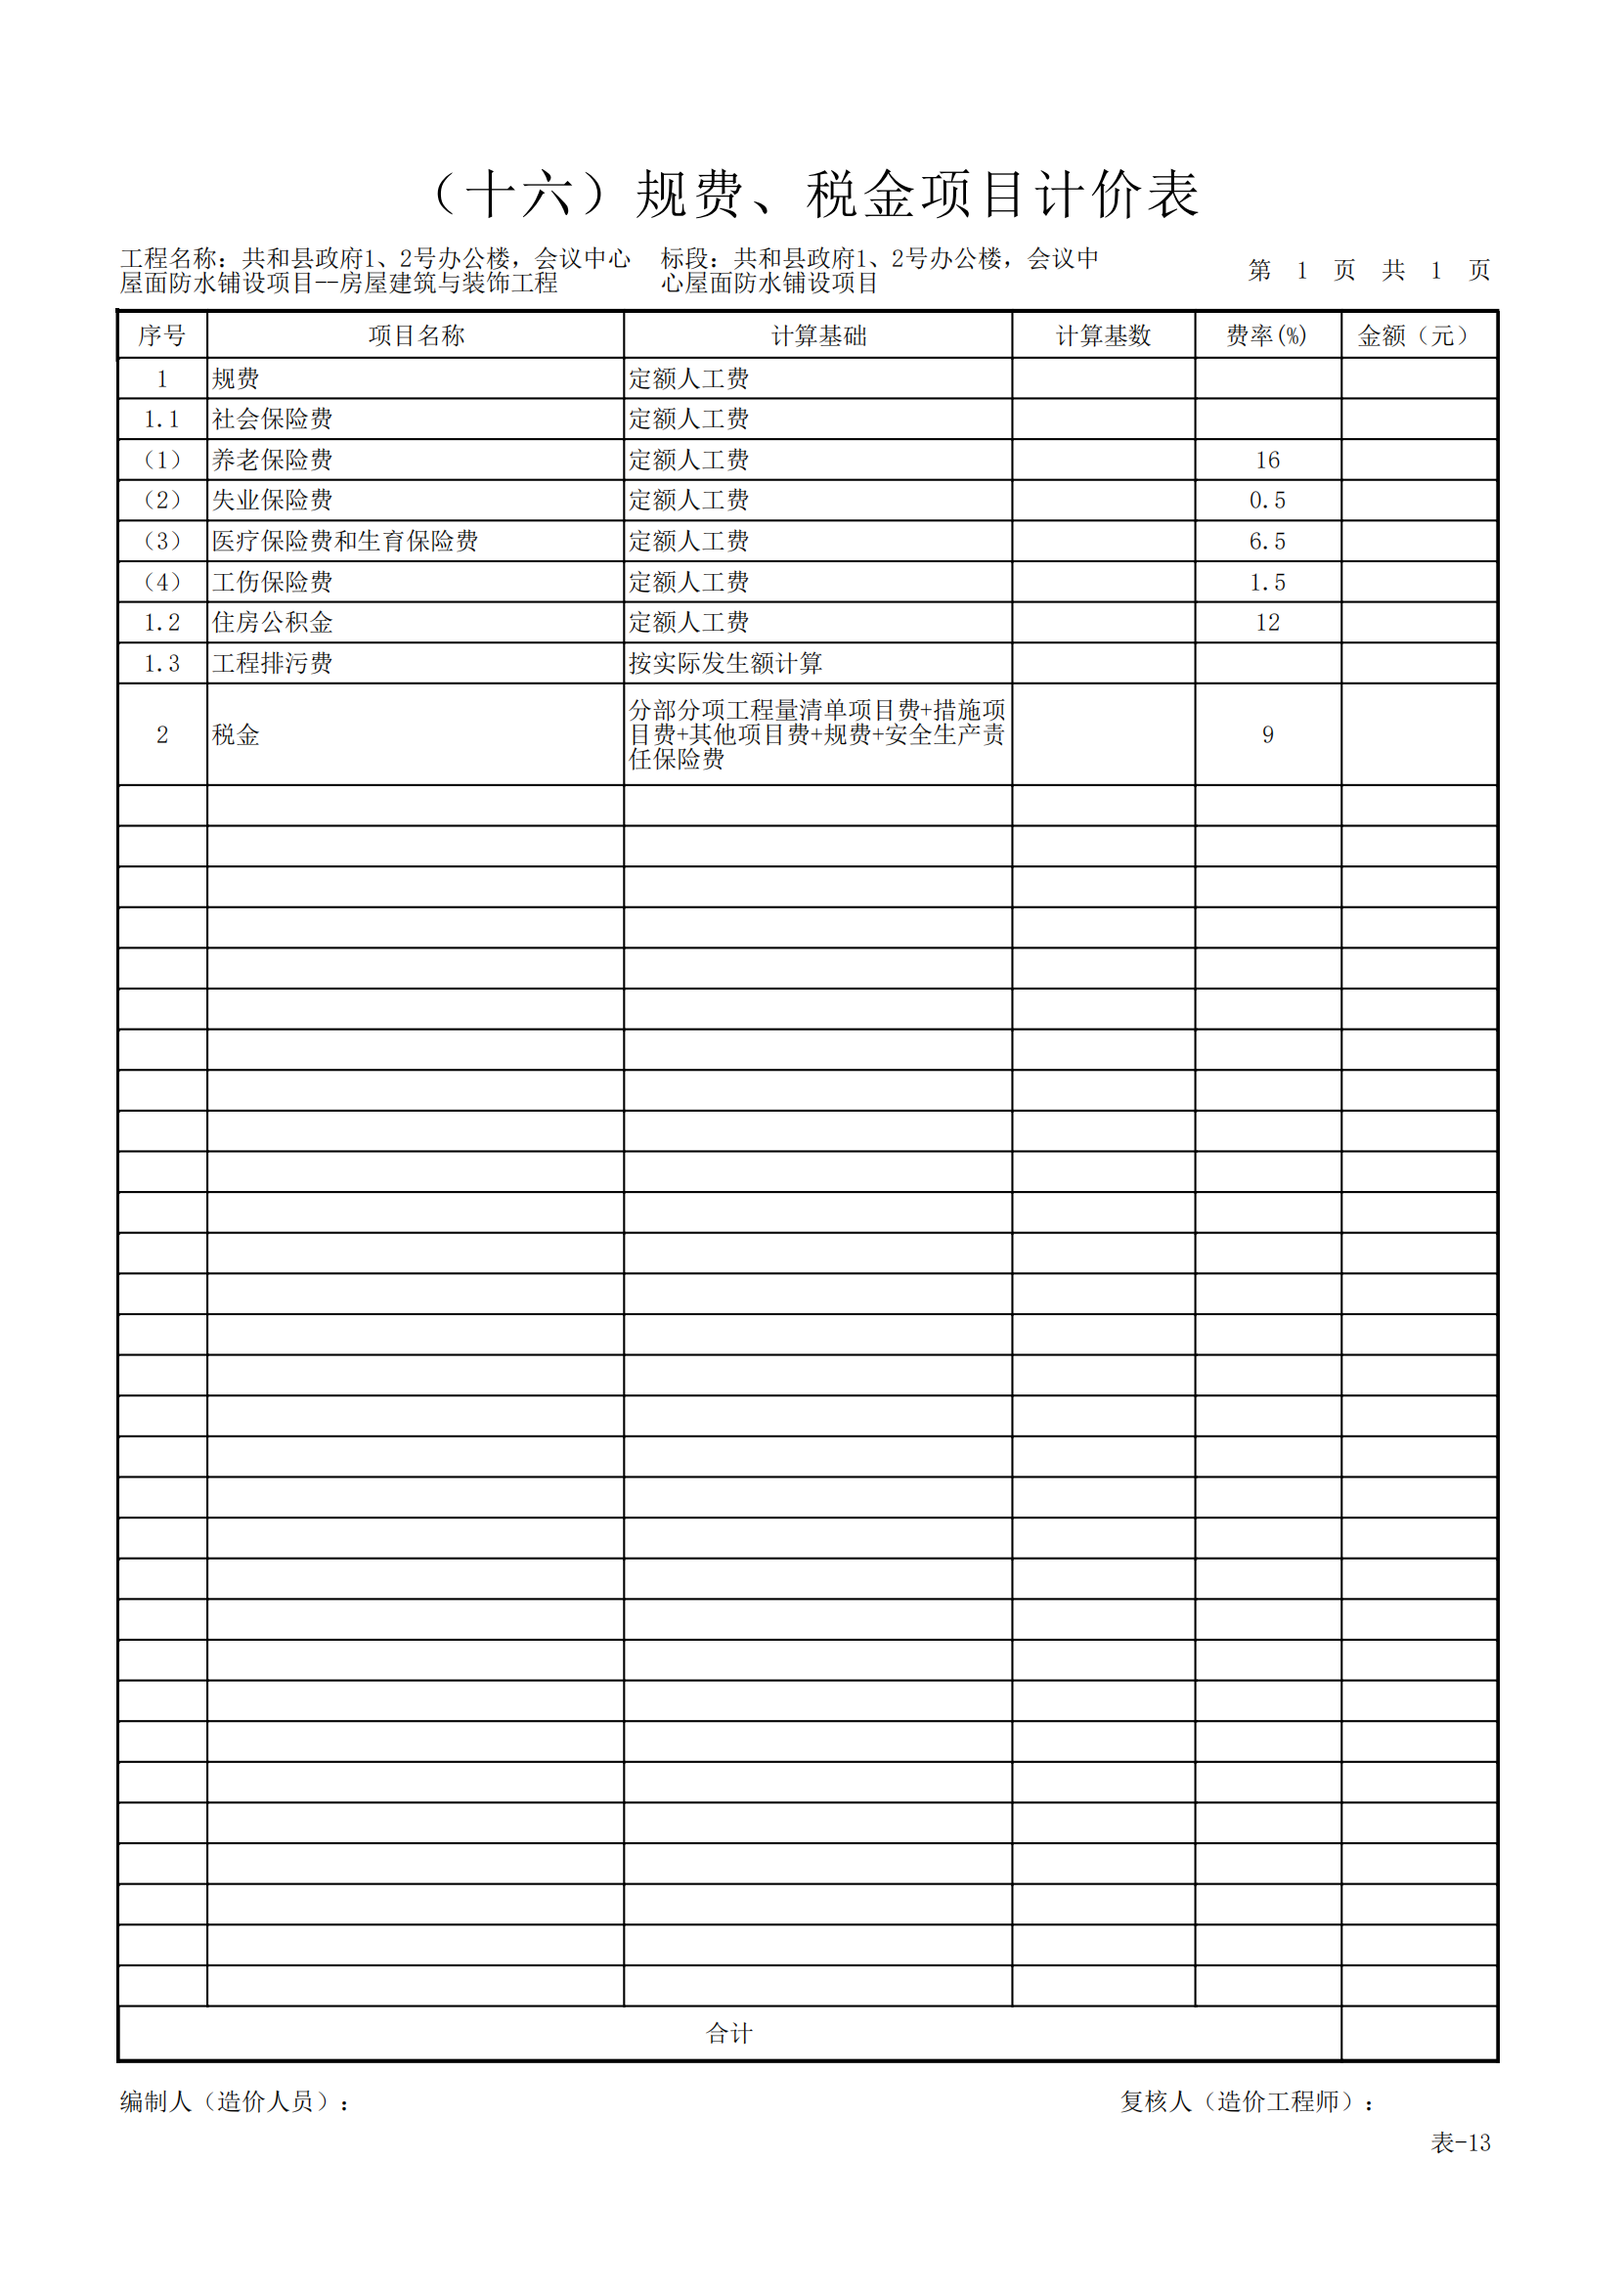 （十六）规费、税金项目计价表
工程名称：共和县政府1、2号办公楼，会议中心
屋面防水铺设项目--房屋建筑与装饰工程
标段：共和县政府1、2号办公楼，会议中
心屋面防水铺设项目
第 1 页 共 1 页
序号 项目名称 计算基础 计算基数 费率(%) 金额（元）
1 规费 定额人工费
1.1 社会保险费 定额人工费
（1） 养老保险费 定额人工费 16
（2） 失业保险费 定额人工费 0.5
（3） 医疗保险费和生育保险费 定额人工费 6.5
（4） 工伤保险费 定额人工费 1.5
1.2 住房公积金 定额人工费 12
1.3 工程排污费 按实际发生额计算
2 税金 分部分项工程量清单项目费+措施项
目费+其他项目费+规费+安全生产责
任保险费 9
合计
编制人（造价人员）： 复核人（造价工程师）：
表-13